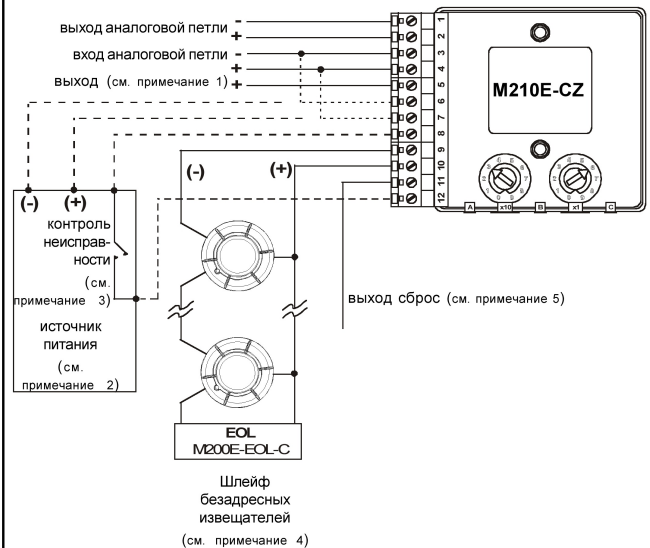 выход аналоговой петли -
+
вход аналоговой петли -
+
выход (см. примечание 1) +
1
2
3
4
5
6
7
8
9
10
11
12
M210E-CZ
A x10 B x1 C
(-) (+)
(-) (+)
контроль
неисправ-
ности
(см.
примечание 3)
источник
питания
(см.
примечание 2)
выход сброс (см. примечание 5)
EOL
M200E-EOL-C
Шлейф
безадресных
извещателей
(см. примечание 4)